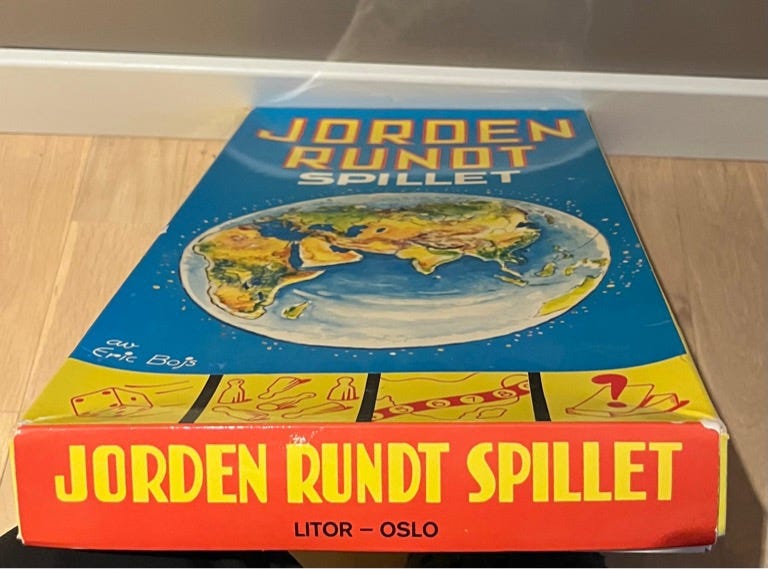 JORDEN
RUNDT
SPILLET
av
Eric Bojs
JORDEN RUNDT SPILLET
LITOR – OSLO